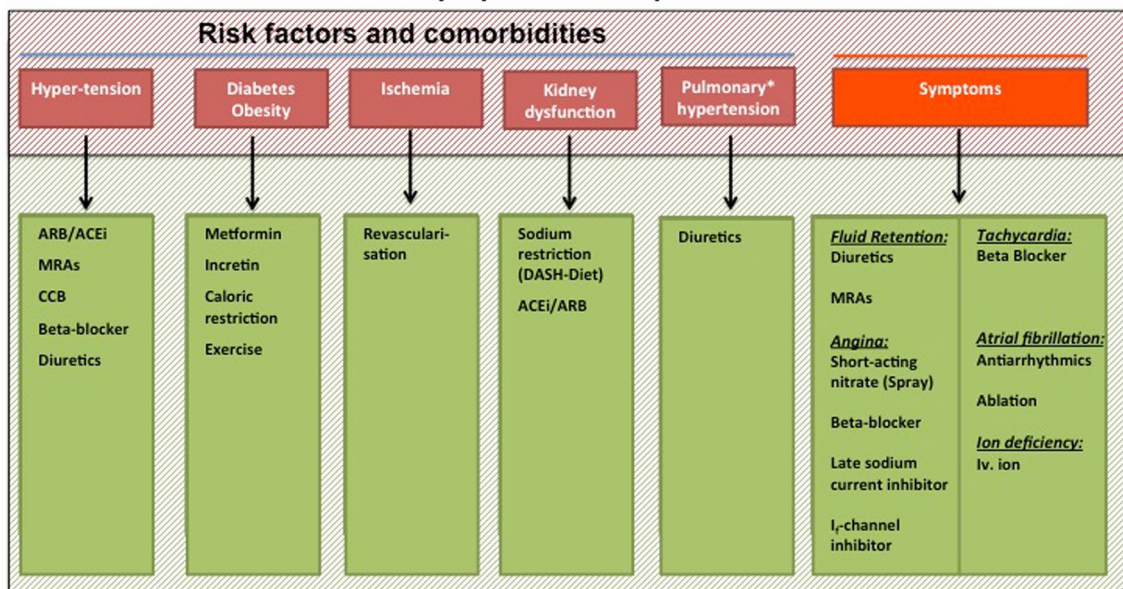 Risk factors and comorbidities
Hyper-tension
Diabetes
Obesity
Ischemia
Kidney
dysfunction
Pulmonary*
hypertension
Symptoms
ARB/ACEi
MRAs
CCB
Beta-blocker
Diuretics
Metformin
Incretin
Caloric
restriction
Exercise
Revasculari-
sation
Sodium
restriction
(DASH-Diet)
ACEi/ARB
Diuretics
Fluid Retention:
Diuretics
MRAs
Angina:
Short-acting
nitrate (Spray)
Beta-blocker
Late sodium
current inhibitor
If-channel
inhibitor
Tachycardia:
Beta Blocker
Atrial fibrillation:
Antiarrhythmics
Ablation
Ion deficiency:
Iv. ion